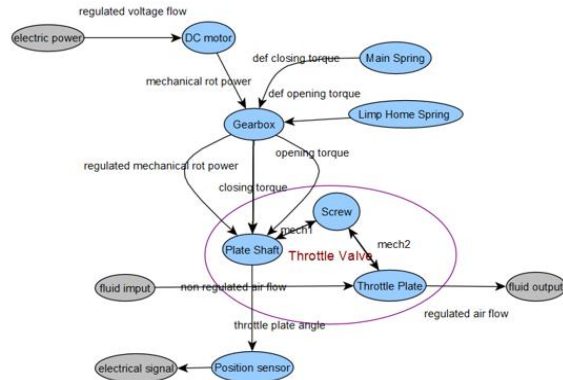 regulated voltage flow
electric power
DC motor
def closing torque
Main Spring
mechanical rot power
def opening torque
Limp Home Spring
Gearbox
regulated mechanical rot power
opening torque
closing torque
Screw
mech1
Plate Shaft
Throttle Valve
mech2
fluid imput
non regulated air flow
Throttle Plate
fluid output
regulated air flow
throttle plate angle
electrical signal
Position sensor